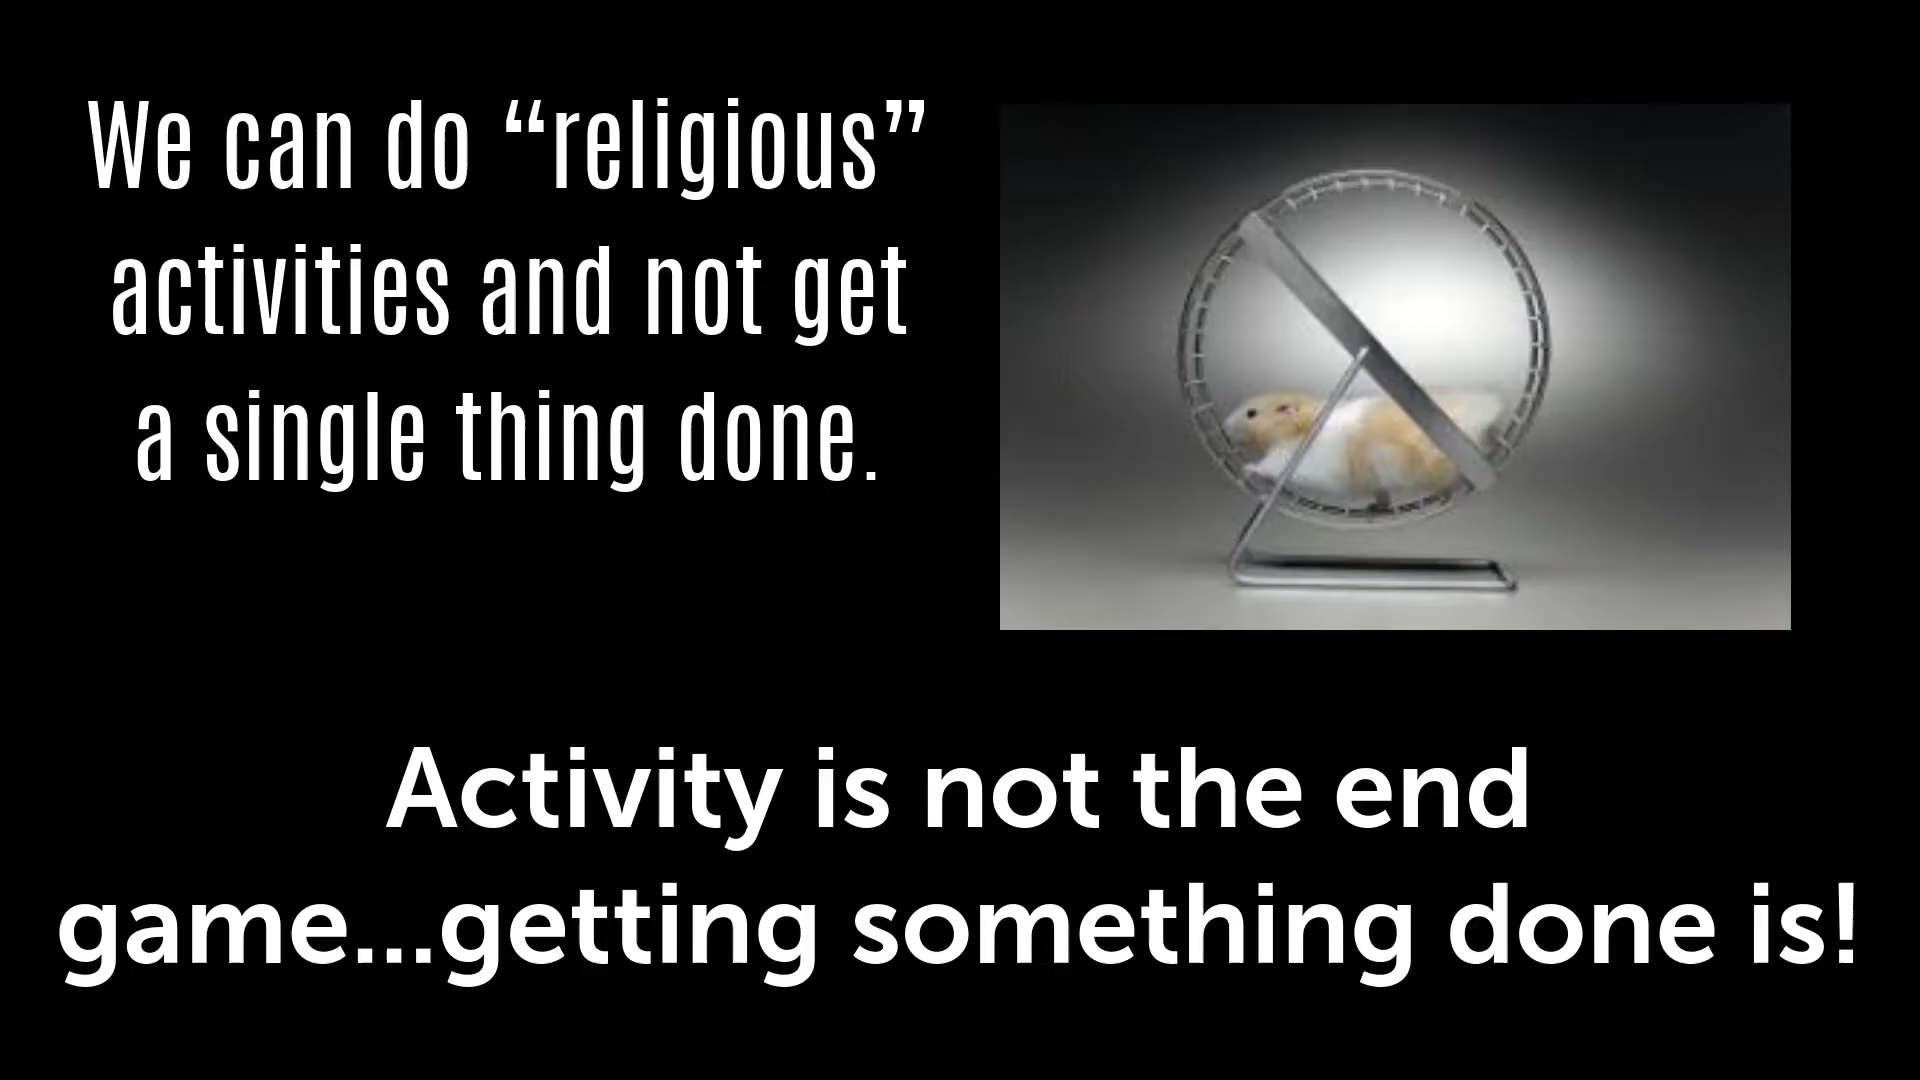 We can do “religious”
activities and not get
a single thing done.
Activity is not the end
game...getting something done is!